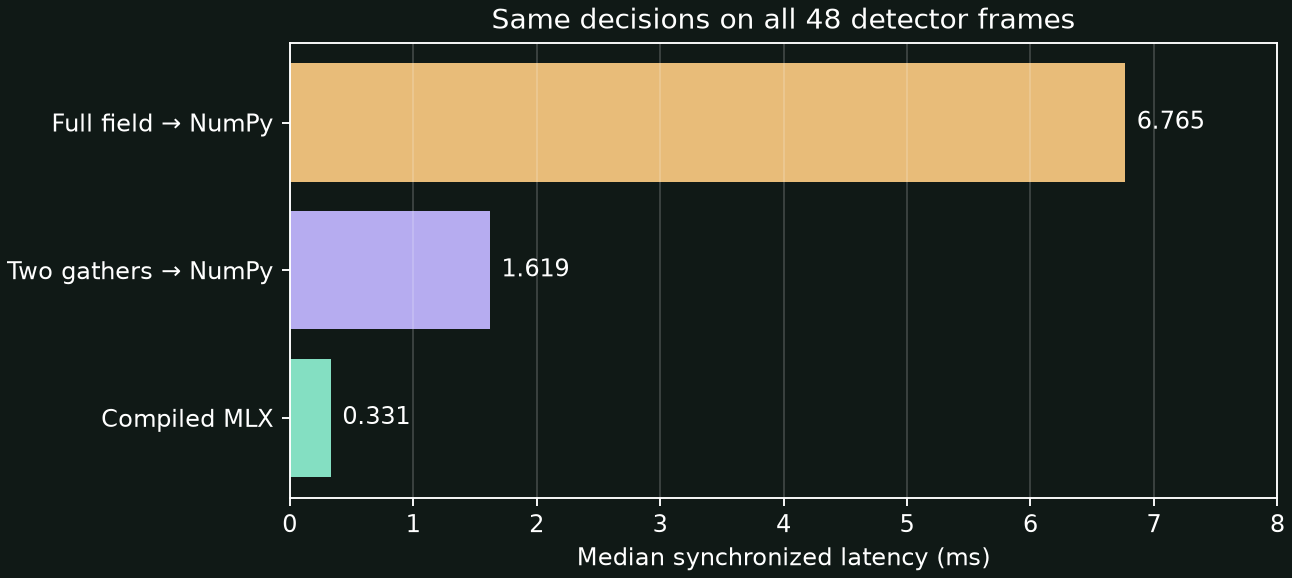 Same decisions on all 48 detector frames
Full field → NumPy
6.765
Two gathers → NumPy
1.619
Compiled MLX
0.331
0 1 2 3 4 5 6 7 8
Median synchronized latency (ms)